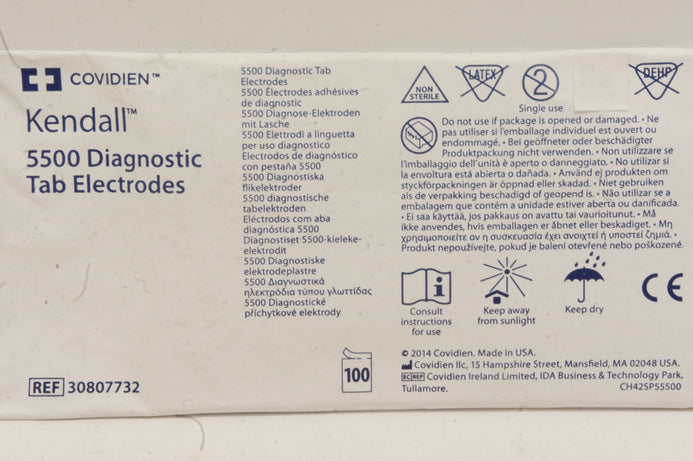 COVIDIEN™
Kendall™
5500 Diagnostic
Tab Electrodes
REF 30807732
5500 Diagnostic Tab
Electrodes
5500 Électrodes adhésives
de diagnostic
5500 Diagnose-Elektroden
mit Lasche
5500 Elettrodi a linguetta
per uso diagnostico
Electrodos de diagnóstico
con pestaña 5500
5500 Diagnostiska
flikelektroder
5500 diagnostische
tabelektroden
Eléctrodos com aba
diagnóstica 5500
Diagnostiset 5500-kieleke-
elektrodit
5500 Diagnostiske
elektrodeplastre
5500 Διαγνωστικά
ηλεκτρόδια τύπου γλωττίδας
5500 Diagnostické
příchytkové elektrody
100
NON
STERILE
LATEX
2
Single use
DEHP
Do not use if package is opened or damaged. • Ne
pas utiliser si l'emballage individuel est ouvert ou
endommagé. • Bei geöffneter oder beschädigter
Produktpackung nicht verwenden. • Non utilizzare se
l'imballaggio dell'unità è aperto o danneggiato. • No utilizar si
la envoltura está abierta o dañada. • Använd ej produkten om
styckförpackningen är öppnad eller skadad. • Niet gebruiken
als de verpakking beschadigd of geopend is. • Não utilizar se a
embalagem que contém a unidade estiver aberta ou danificada.
• Ei saa käyttää, jos pakkaus on avattu tai vaurioitunut. • Må
ikke anvendes, hvis emballagen er åbnet eller beskadiget. • Μη
χρησιμοποιείτε αν η συσκευασία έχει ανοιχτεί ή υποστεί ζημιά. •
Produkt nepoužívejte, pokud je balení otevřené nebo poškozené.
i
Consult
instructions
for use
Keep away
from sunlight
Keep dry
CE
© 2014 Covidien. Made in USA.
Covidien llc, 15 Hampshire Street, Mansfield, MA 02048 USA.
EC REP Covidien Ireland Limited, IDA Business & Technology Park,
Tullamore.
CH42SP55500